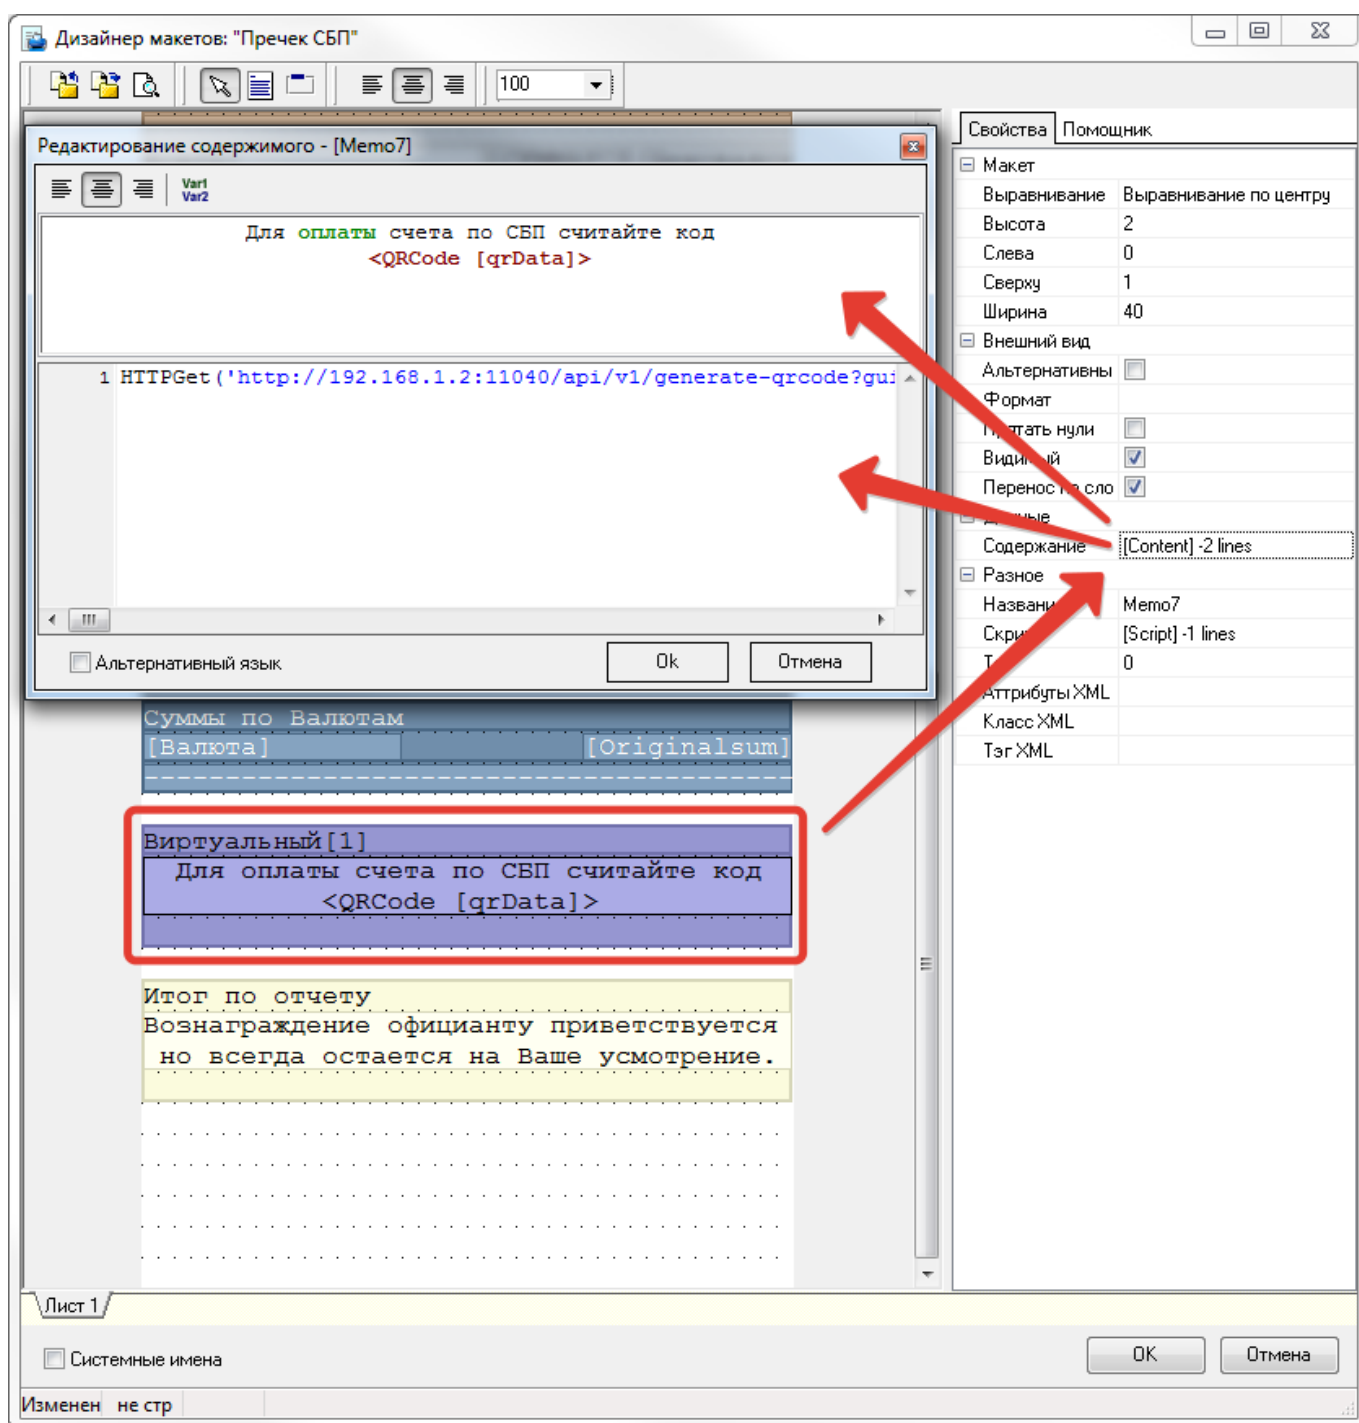 Дизайнер макетов: "Пречек СБП"
100
Редактирование содержимого - [Memo7]
Var1
Var2
Для оплаты счета по СБП считайте код
<QRCode [qrData]>
1 HTTPGet('http://192.168.1.2:11040/api/v1/generate-qrcode?gui
Альтернативный язык
Ok
Отмена
Суммы по Валютам
[Валюта] [Originalsum]
Виртуальный[1]
Для оплаты счета по СБП считайте код
<QRCode [qrData]>
Итог по отчету
Вознаграждение официанту приветствуется
но всегда остается на Ваше усмотрение.
Свойства Помощник
Макет
Выравнивание Выравнивание по центру
Высота 2
Слева 0
Сверху 1
Ширина 40
Внешний вид
Альтернативны
Формат
нули
Перенос сло
Содержание [Content] -2 lines
Разное
Названи Memo7
Скри [Script] -1 lines
0
Аттрибуты XML
Класс XML
Тэг XML
Лист 1
Системные имена
OK
Отмена
Изменен не стр